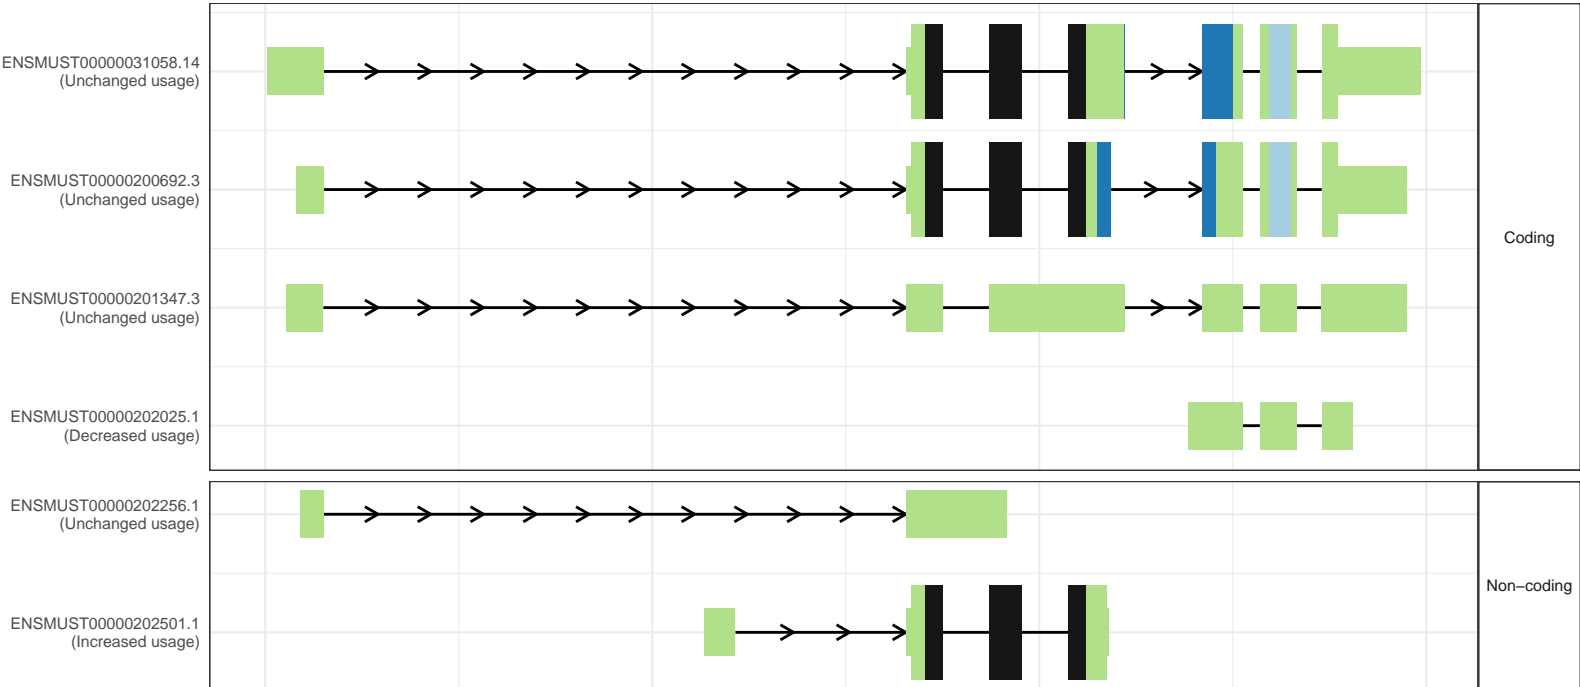 ENSMUST00000031058.14
(Unchanged usage)
ENSMUST00000200692.3
(Unchanged usage)
ENSMUST00000201347.3
(Unchanged usage)
ENSMUST00000202025.1
(Decreased usage)
Coding
ENSMUST00000202256.1
(Unchanged usage)
ENSMUST00000202501.1
(Increased usage)
Non−coding